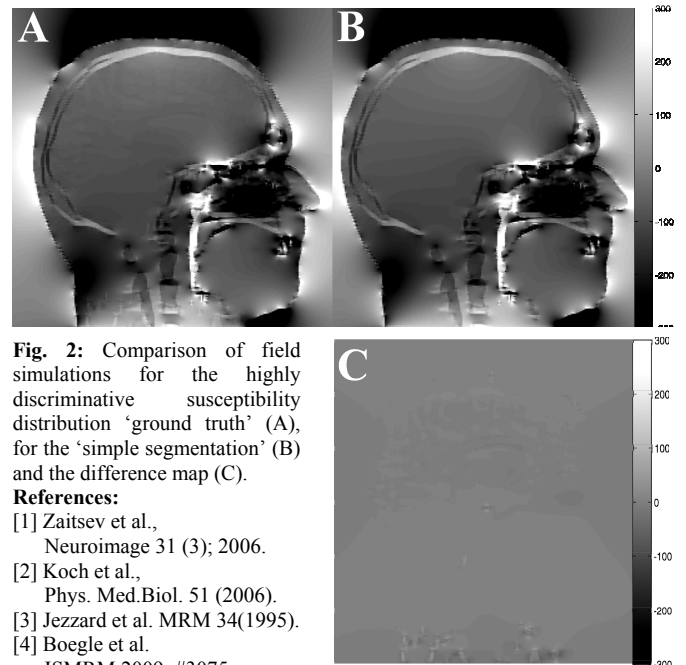 A
B
300
200
100
0
-100
-200
Fig. 2: Comparison of field
simulations for the highly
discriminative susceptibility
distribution ‘ground truth’ (A),
for the ‘simple segmentation’ (B)
and the difference map (C).
References:
[1] Zaitsev et al.,
Neuroimage 31 (3); 2006.
[2] Koch et al.,
Phys. Med.Biol. 51 (2006).
[3] Jezzard et al. MRM 34(1995).
[4] Boegle et al.
ISMRM 2009, #3075
C
300
200
100
0
-100
-200
-300